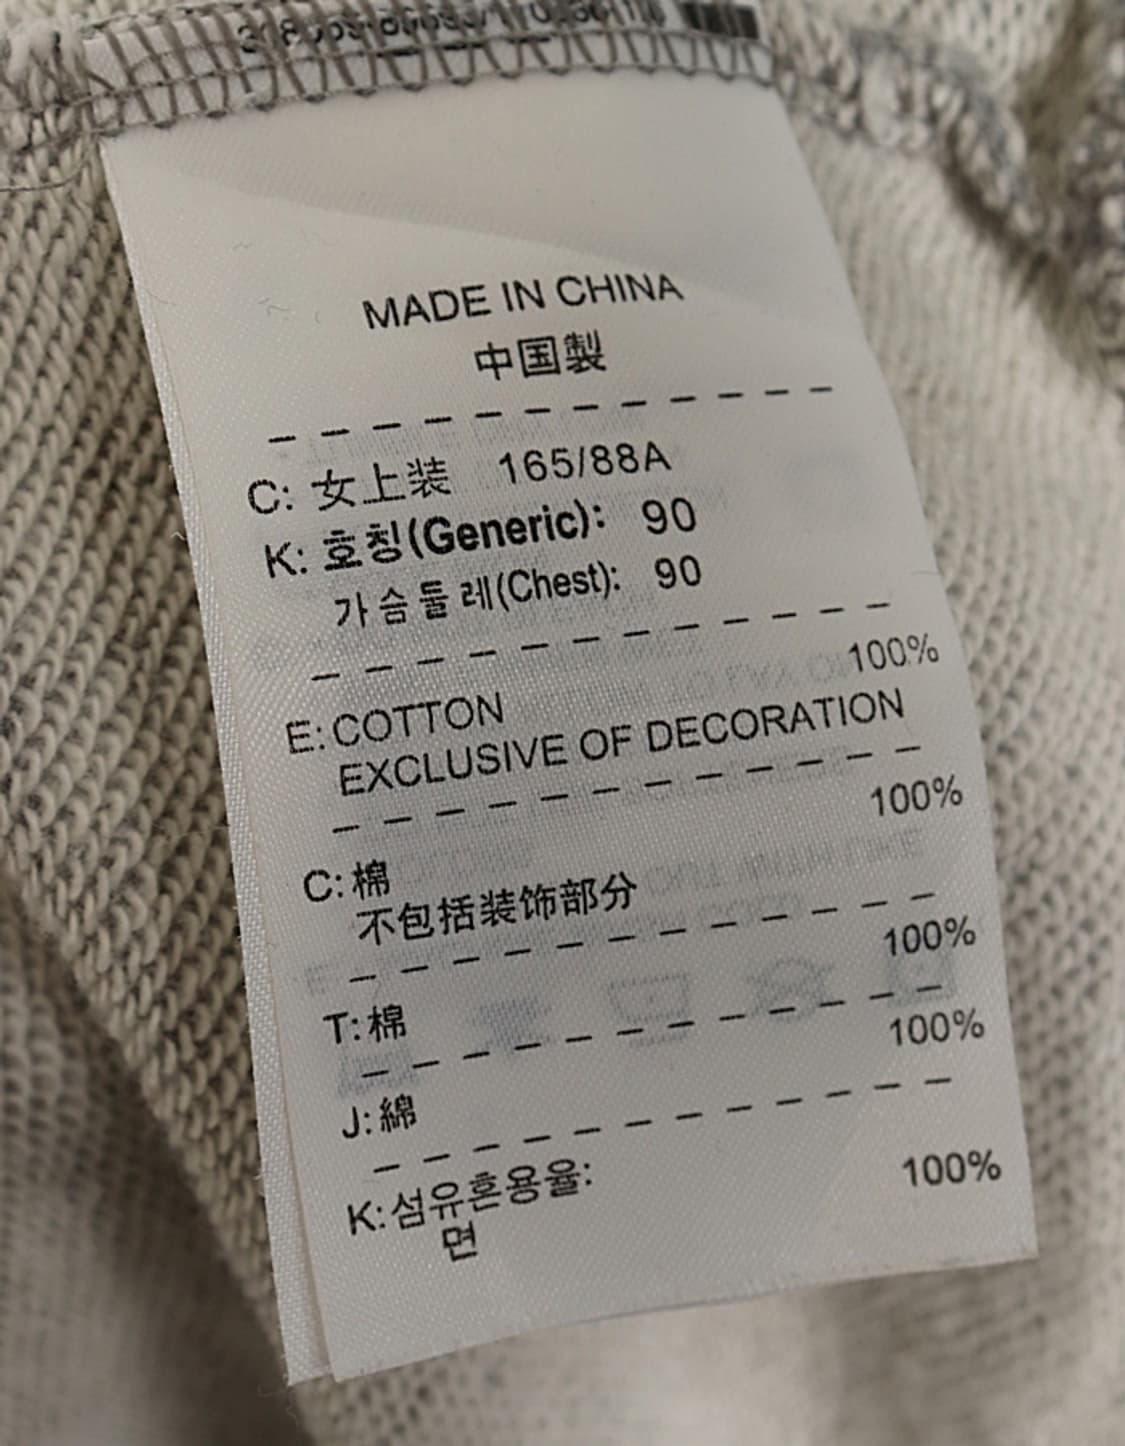 MADE IN CHINA
中国製
C: 女上装 165/88A
K: 호칭(Generic): 90
가슴둘레(Chest): 90
E: COTTON 100%
EXCLUSIVE OF DECORATION
C: 棉 100%
不包括装饰部分
T: 棉 100%
J: 綿 100%
K: 섬유혼용율:
면 100%